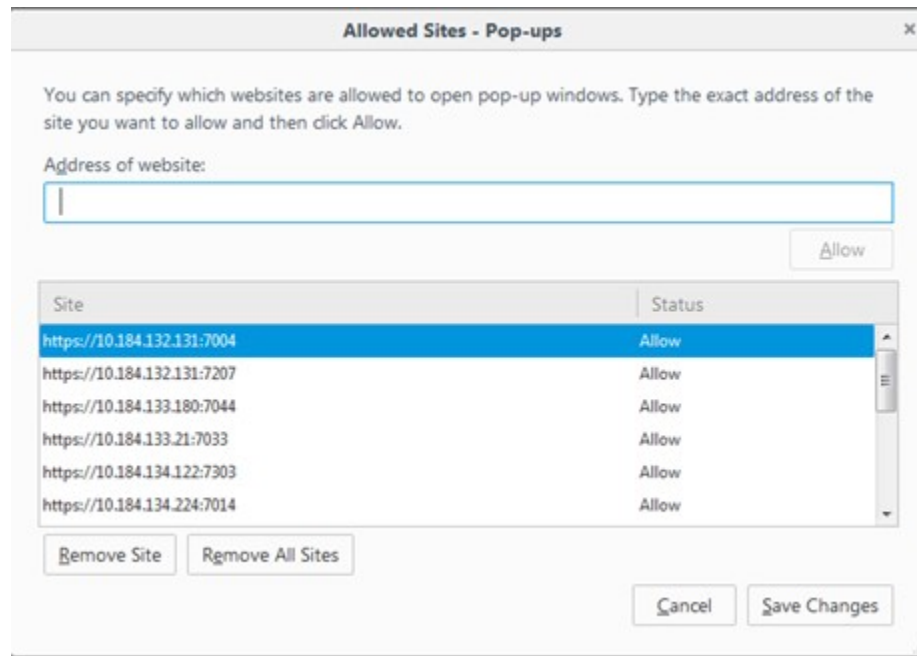 Allowed Sites - Pop-ups
You can specify which websites are allowed to open pop-up windows. Type the exact address of the
site you want to allow and then click Allow.
Address of website:
Allow
Site Status
https://10.184.132.131:7004 Allow
https://10.184.132.131:7207 Allow
https://10.184.133.180:7044 Allow
https://10.184.133.21:7033 Allow
https://10.184.134.122:7303 Allow
https://10.184.134.224:7014 Allow
Remove Site Remove All Sites
Cancel Save Changes